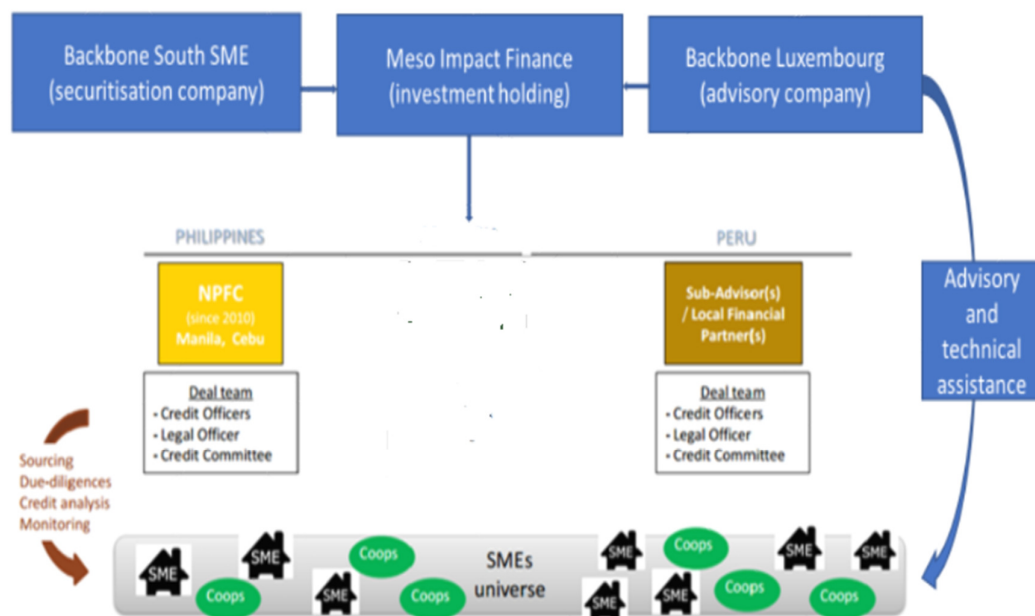 Backbone South SME
(securitisation company)
Meso Impact Finance
(investment holding)
Backbone Luxembourg
(advisory company)
PHILIPPINES
PERU
NPFC
(since 2010)
Manila, Cebu
Sub-Advisor(s)
/ Local Financial
Partner(s)
Advisory
and
technical
assistance
Deal team
- Credit Officers
- Legal Officer
- Credit Committee
Deal team
- Credit Officers
- Legal Officer
- Credit Committee
Sourcing
Due-diligences
Credit analysis
Monitoring
SME
SME
Coops
SME
Coops
Coops
SMEs
universe
SME
SME
Coops
SME
Coops
SME
Coops
SME